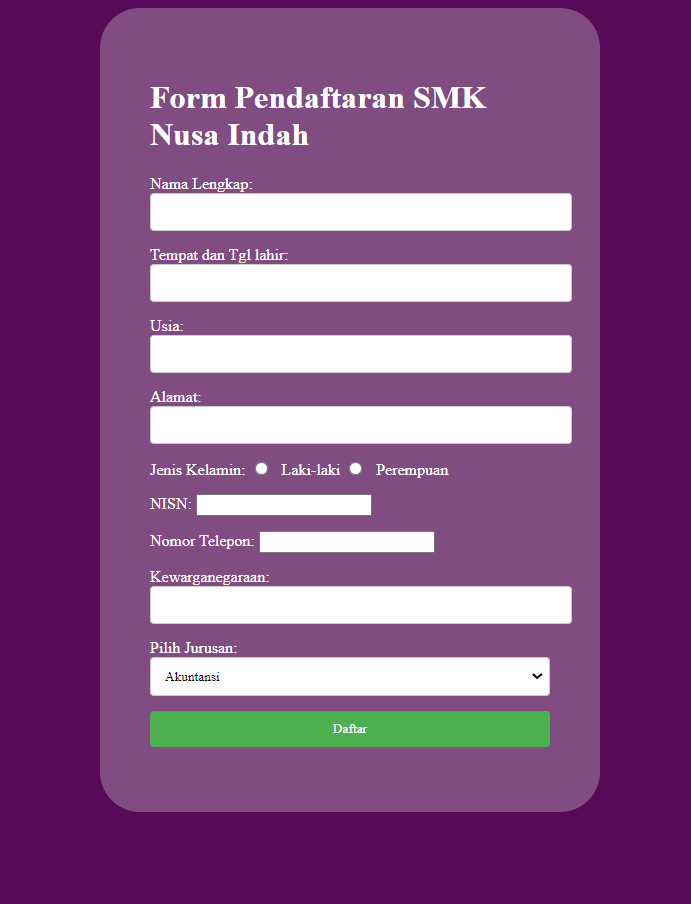 Form Pendaftaran SMK
Nusa Indah
Nama Lengkap:
Tempat dan Tgl lahir:
Usia:
Alamat:
Jenis Kelamin: Laki-laki Perempuan
NISN:
Nomor Telepon:
Kewarganegaraan:
Pilih Jurusan:
Akuntansi
Daftar